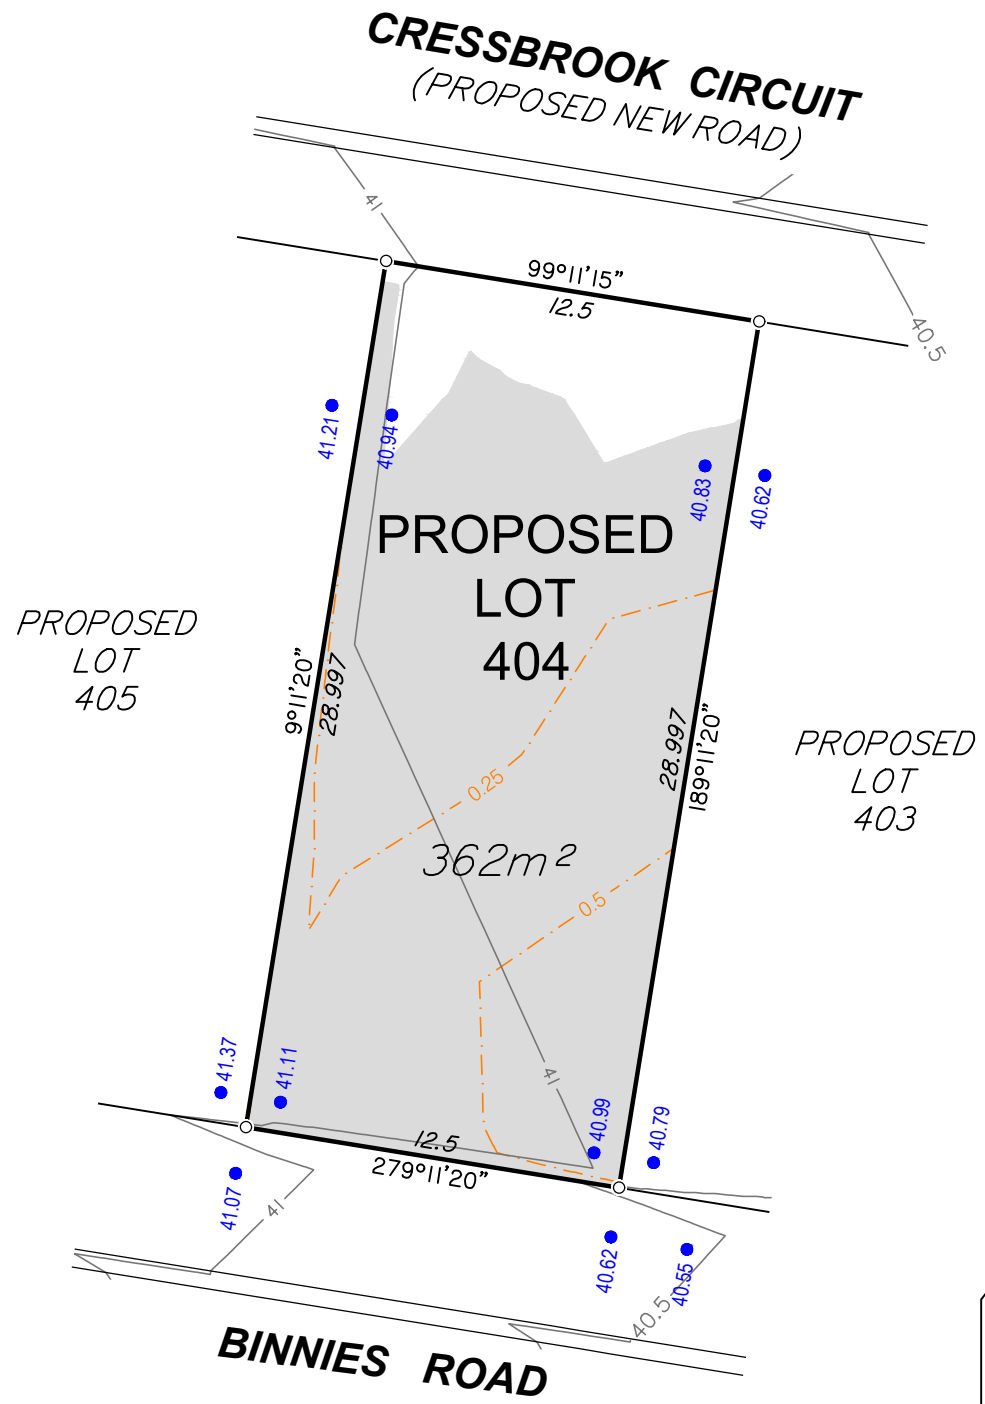 CRESSBROOK CIRCUIT
(PROPOSED NEW ROAD)
41
99°11'15"
12.5
40.5
41.21
40.94
40.83
40.62
PROPOSED
LOT
404
PROPOSED
LOT
405
9°11'20"
28.997
28.997
189°11'20"
PROPOSED
LOT
403
0.25
362m²
0.5
41.37
41.11
41
40.99
40.79
12.5
279°11'20"
41.07
41
40.62
40.55
40.5
BINNIES ROAD